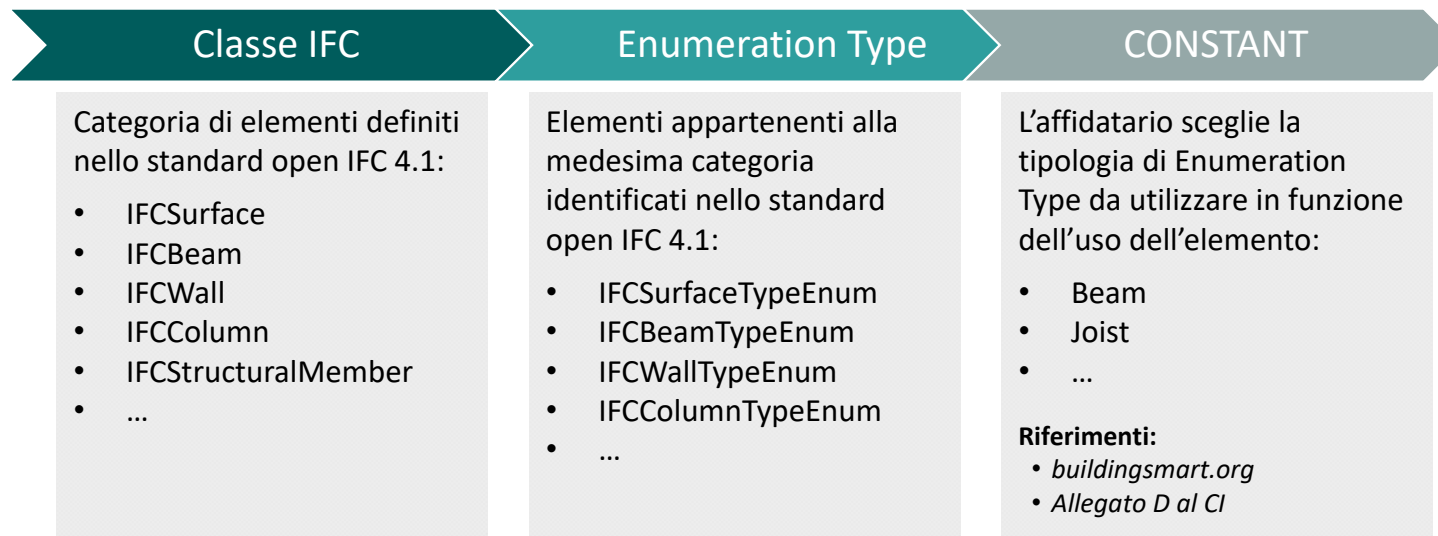 Classe IFC
Enumeration Type
CONSTANT
Categoria di elementi definiti
nello standard open IFC 4.1:
• IFCSurface
• IFCBeam
• IFCWall
• IFCColumn
• IFCStructuralMember
• …
Elementi appartenenti alla
medesima categoria
identificati nello standard
open IFC 4.1:
• IFCSurfaceTypeEnum
• IFCBeamTypeEnum
• IFCWallTypeEnum
• IFCColumnTypeEnum
• …
L’affidatario sceglie la
tipologia di Enumeration
Type da utilizzare in funzione
dell’uso dell’elemento:
• Beam
• Joist
• …
Riferimenti:
• buildingsmart.org
• Allegato D al CI